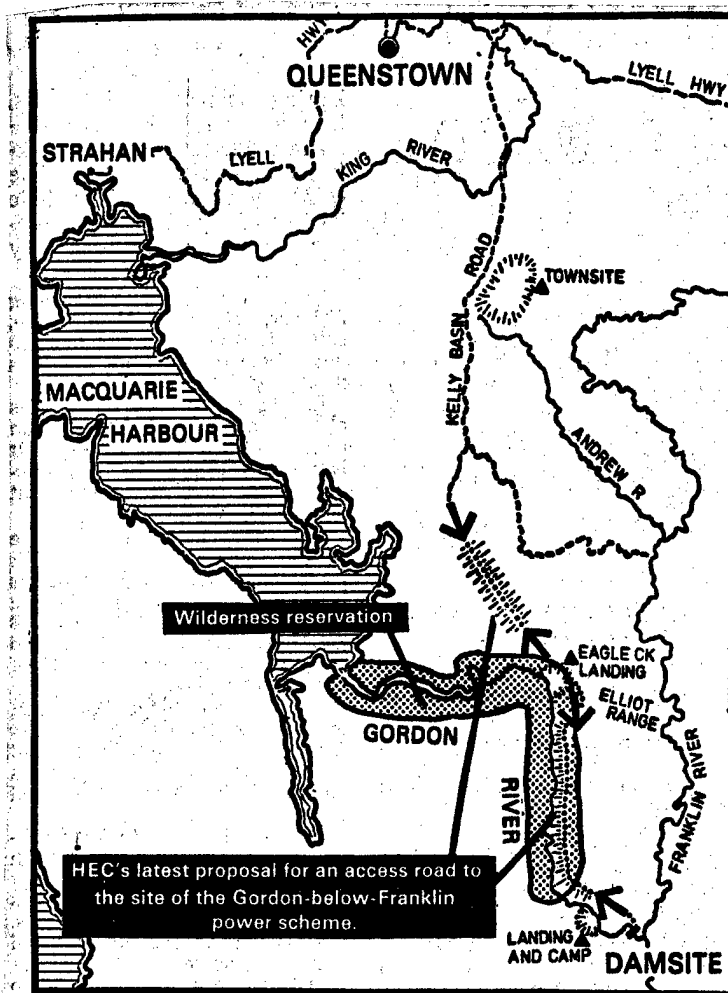 HWY
QUEENSTOWN
LYELL HWY
STRAHAN
LYELL
KING RIVER
KELLY BASIN ROAD
TOWNSITE
MACQUARIE
HARBOUR
ANDREW R
Wilderness reservation
EAGLE CK
LANDING
ELLIOT
RANGE
GORDON
RIVER
FRANKLIN RIVER
HEC's latest proposal for an access road to
the site of the Gordon-below-Franklin
power scheme.
LANDING
AND CAMP
DAMSITE